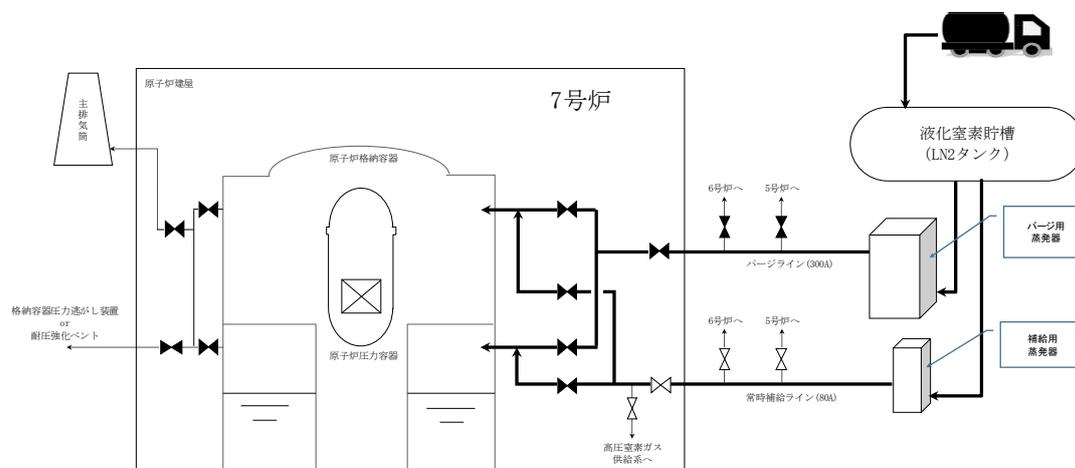 原子炉建屋
7号炉
主排気筒
原子炉格納容器
液化窒素貯槽
(LN2タンク)
6号炉へ
5号炉へ
パージ用
蒸発器
パージライン(300A)
格納容器圧力逃がし装置
or
耐圧強化ベント
原子炉圧力容器
6号炉へ
5号炉へ
補給用
蒸発器
常時補給ライン(80A)
高圧窒素ガス
供給系へ